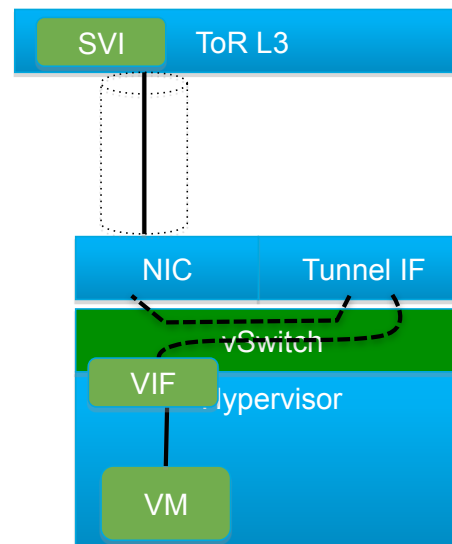 SVI ToR L3
NIC Tunnel IF
vSwitch
VIF
Hypervisor
VM